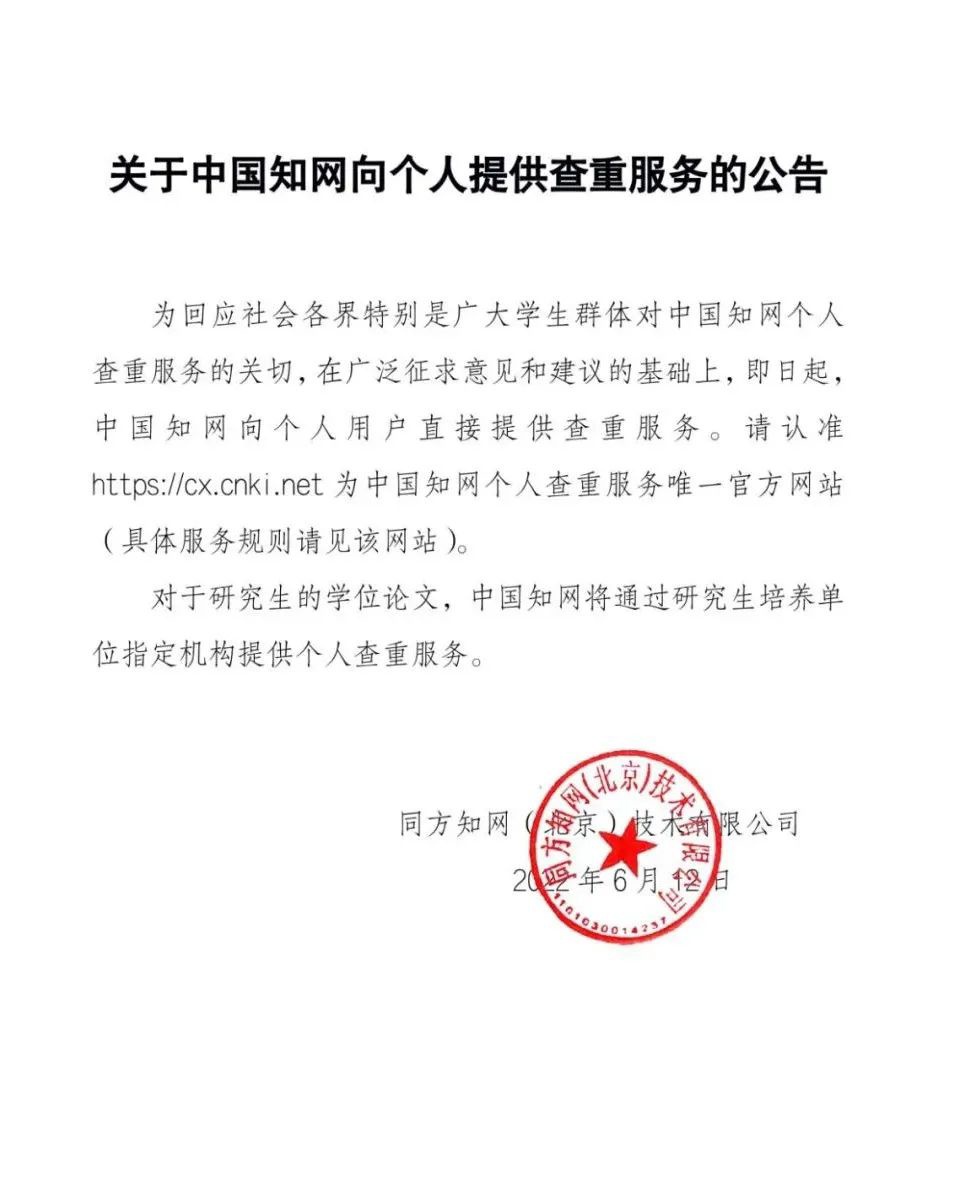 关于中国知网向个人提供查重服务的公告
为回应社会各界特别是广大学生群体对中国知网个人
查重服务的关切，在广泛征求意见和建议的基础上，即日起，
中国知网向个人用户直接提供查重服务。请认准
https://cx.cnki.net 为中国知网个人查重服务唯一官方网站
（具体服务规则请见该网站）。
对于研究生的学位论文，中国知网将通过研究生培养单
位指定机构提供个人查重服务。
同方知网（北京）技术有限公司
2022 年 6 月 12 日
同方知网(北京)技术有限公司
1101030014237